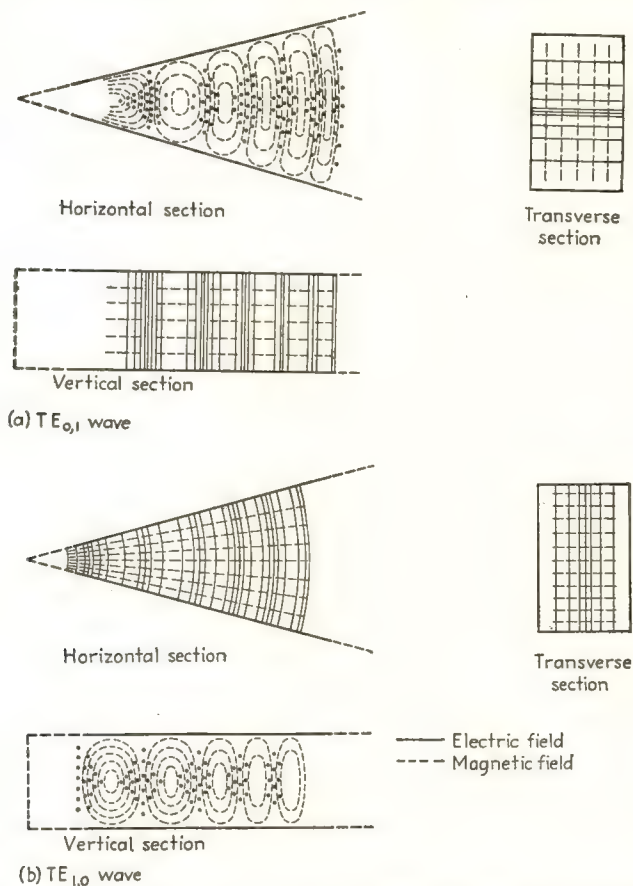 Horizontal section
Transverse
section
Vertical section
(a) TE0,1 wave
Horizontal section
Transverse
section
Electric field
Magnetic field
Vertical section
(b) TE1,0 wave